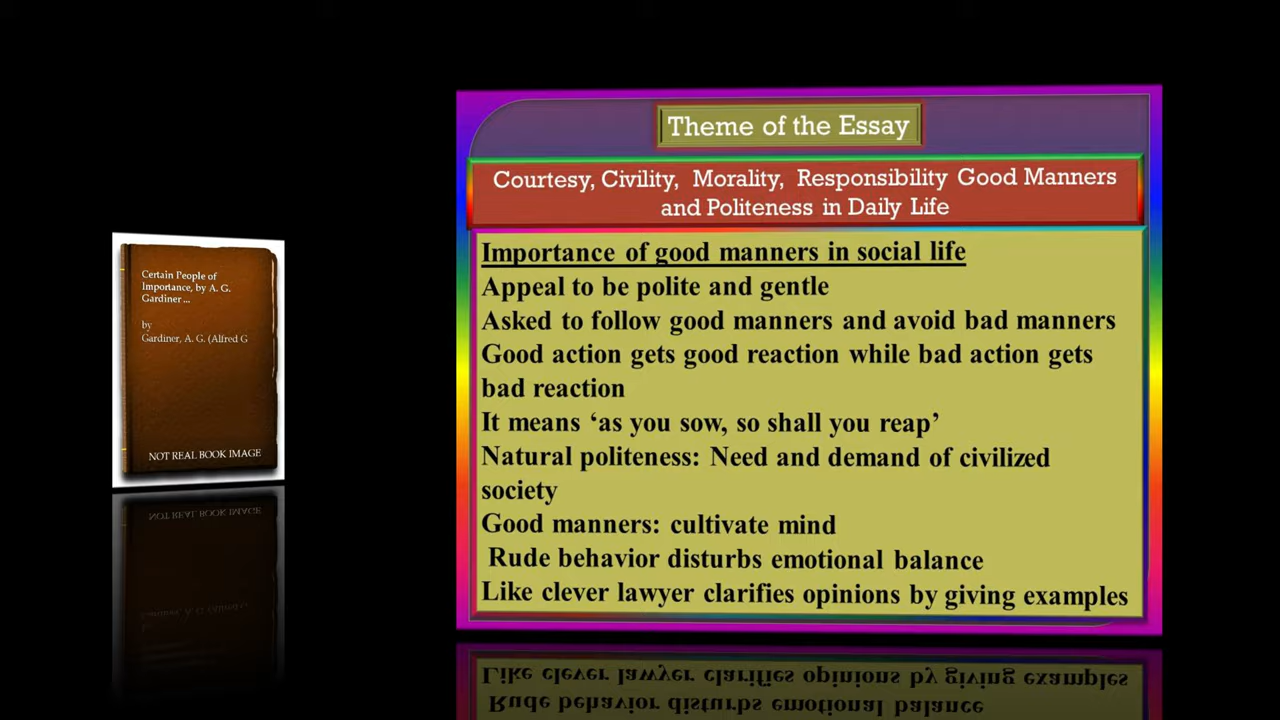 Certain People of
Importance, by A. G.
Gardiner ...
by
Gardiner, A. G. (Alfred G
NOT REAL BOOK IMAGE
Theme of the Essay
Courtesy, Civility, Morality, Responsibility Good Manners
and Politeness in Daily Life
Importance of good manners in social life
Appeal to be polite and gentle
Asked to follow good manners and avoid bad manners
Good action gets good reaction while bad action gets
bad reaction
It means ‘as you sow, so shall you reap’
Natural politeness: Need and demand of civilized
society
Good manners: cultivate mind
Rude behavior disturbs emotional balance
Like clever lawyer clarifies opinions by giving examples